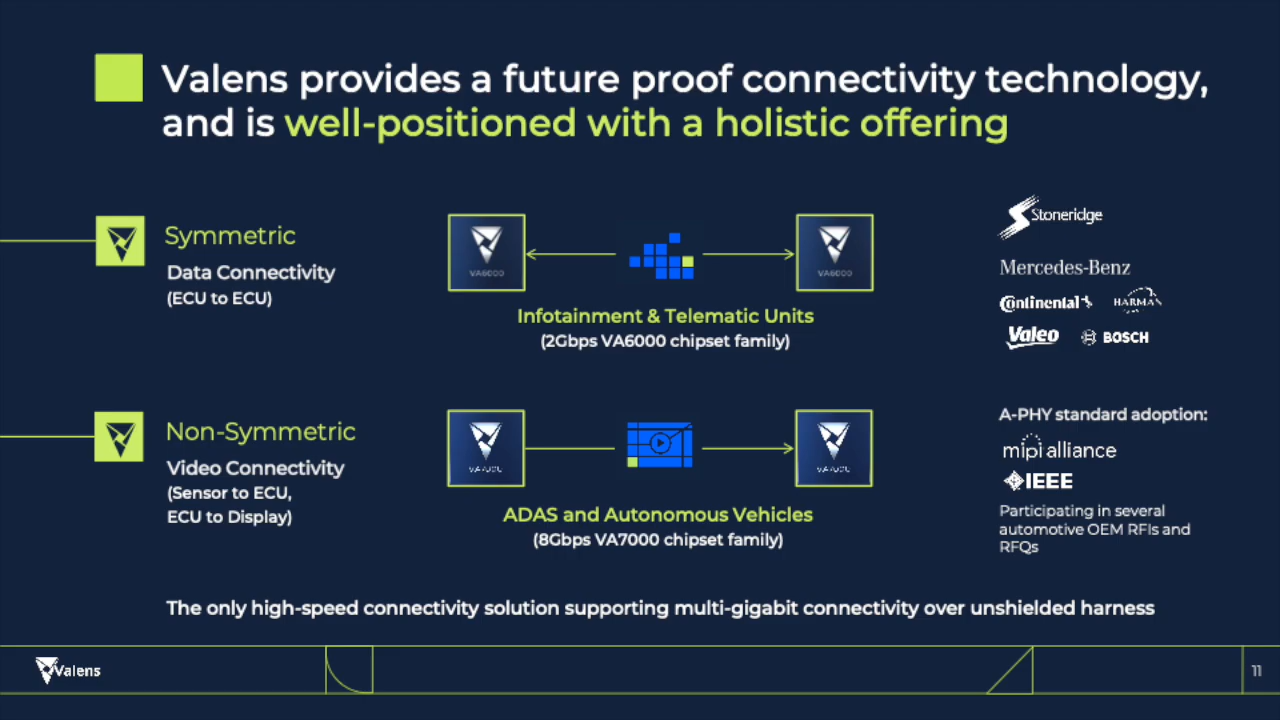 Valens provides a future proof connectivity technology,
and is well-positioned with a holistic offering
Symmetric
Data Connectivity
(ECU to ECU)
VA6000
VA6000
Infotainment & Telematic Units
(2Gbps VA6000 chipset family)
Stoneridge
Mercedes-Benz
Continental HARMAN
Valeo BOSCH
Non-Symmetric
Video Connectivity
(Sensor to ECU,
ECU to Display)
VA7000
VA7000
ADAS and Autonomous Vehicles
(8Gbps VA7000 chipset family)
A-PHY standard adoption:
mipi alliance
IEEE
Participating in several
automotive OEM RFIs and
RFQs
The only high-speed connectivity solution supporting multi-gigabit connectivity over unshielded harness
Valens
11